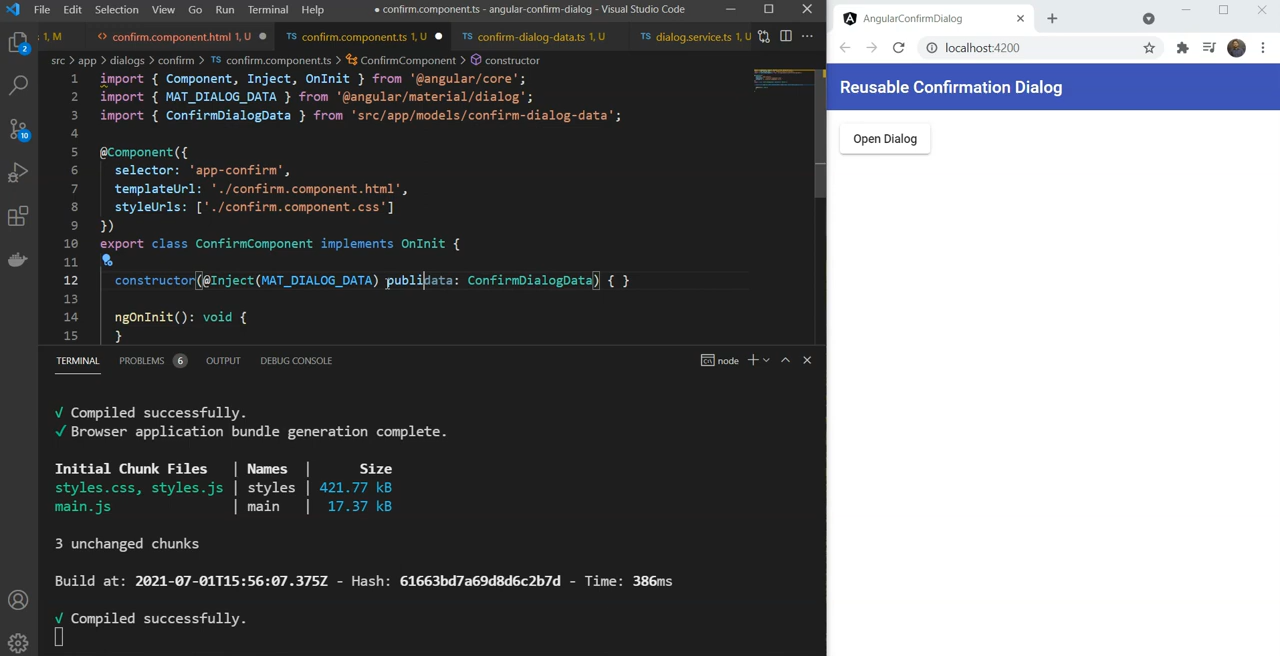 File Edit Selection View Go Run Terminal Help
● confirm.component.ts - angular-confirm-dialog - Visual Studio Code
1, M
confirm.component.html 1, U
TS confirm.component.ts 1, U
TS confirm-dialog-data.ts 1, U
TS dialog.service.ts 1, U
src > app > dialogs > confirm > TS confirm.component.ts > ConfirmComponent > constructor
1 import { Component, Inject, OnInit } from '@angular/core';
2 import { MAT_DIALOG_DATA } from '@angular/material/dialog';
3 import { ConfirmDialogData } from 'src/app/models/confirm-dialog-data';
4
5 @Component({
6 selector: 'app-confirm',
7 templateUrl: './confirm.component.html',
8 styleUrls: ['./confirm.component.css']
9 })
10 export class ConfirmComponent implements OnInit {
11
12 constructor(@Inject(MAT_DIALOG_DATA) publidata: ConfirmDialogData) { }
13
14 ngOnInit(): void {
15 }
2
10
TERMINAL PROBLEMS 6 OUTPUT DEBUG CONSOLE
node
√ Compiled successfully.
✓ Browser application bundle generation complete.
Initial Chunk Files | Names | Size
styles.css, styles.js | styles | 421.77 kB
main.js | main | 17.37 kB
3 unchanged chunks
Build at: 2021-07-01T15:56:07.375Z - Hash: 61663bd7a69d8d6c2b7d - Time: 386ms
√ Compiled successfully.
AngularConfirmDialog
localhost:4200
Reusable Confirmation Dialog
Open Dialog